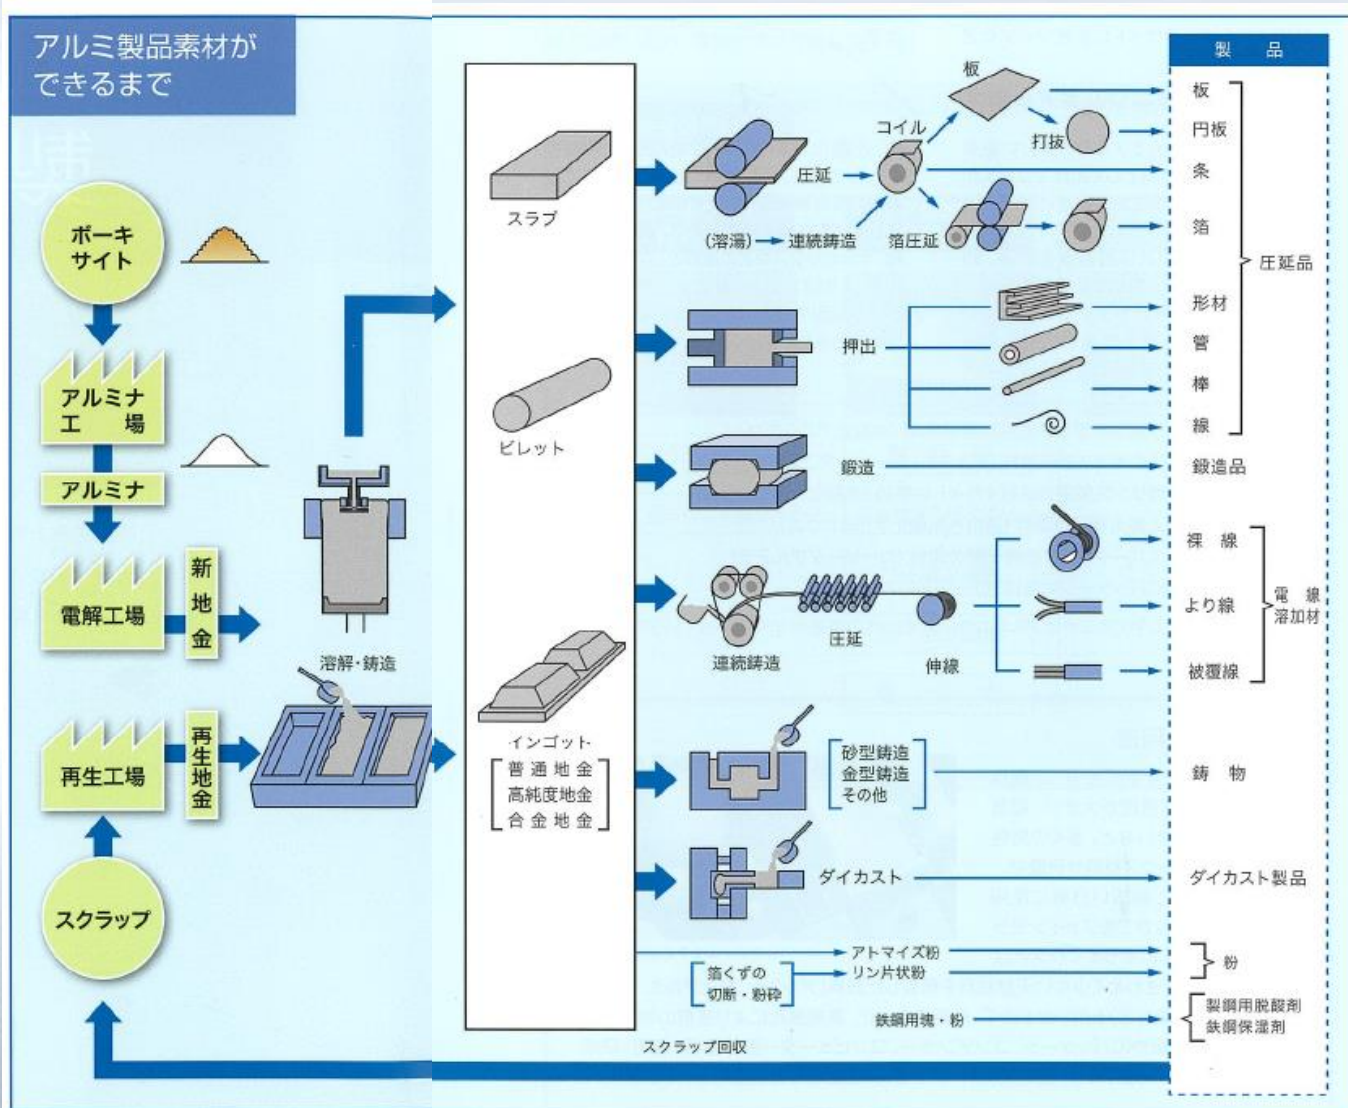 アルミ製品素材が
できるまで
ボーキ
サイト
アルミナ
工場
アルミナ
電解工場
新地金
再生工場
再生地金
スクラップ
溶解・鋳造
スラブ
ビレット
インゴット
普通地金
高純度地金
合金地金
圧延
(溶湯)
連続鋳造
コイル
板
打抜
箔圧延
押出
鍛造
連続鋳造
圧延
伸線
砂型鋳造
金型鋳造
その他
ダイカスト
アトマイズ粉
箔くずの
切断・粉砕
リン片状粉
鉄鋼用塊・粉
スクラップ回収
製品
板
円板
条
箔
形材
管
棒
線
圧延品
鍛造品
裸線
より線
被覆線
電線
溶加材
鋳物
ダイカスト製品
粉
製鋼用脱酸剤
鉄鋼保湿剤